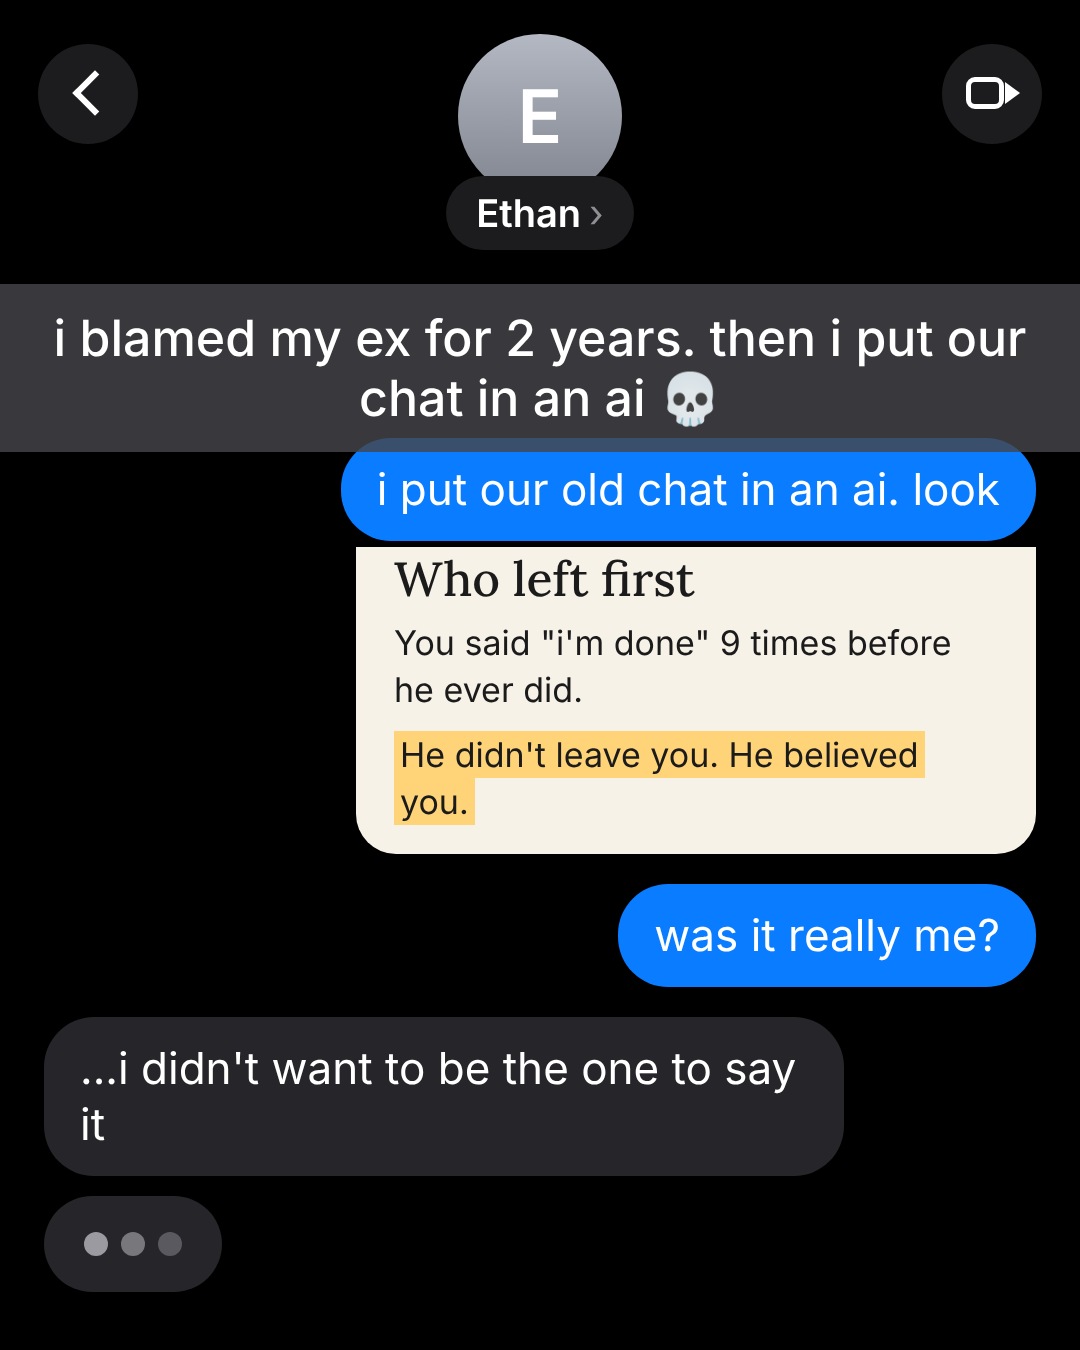 E
Ethan ›
i blamed my ex for 2 years. then i put our
chat in an ai 💀
i put our old chat in an ai. look
Who left first
You said "i'm done" 9 times before
he ever did.
He didn't leave you. He believed
you.
was it really me?
...i didn't want to be the one to say
it